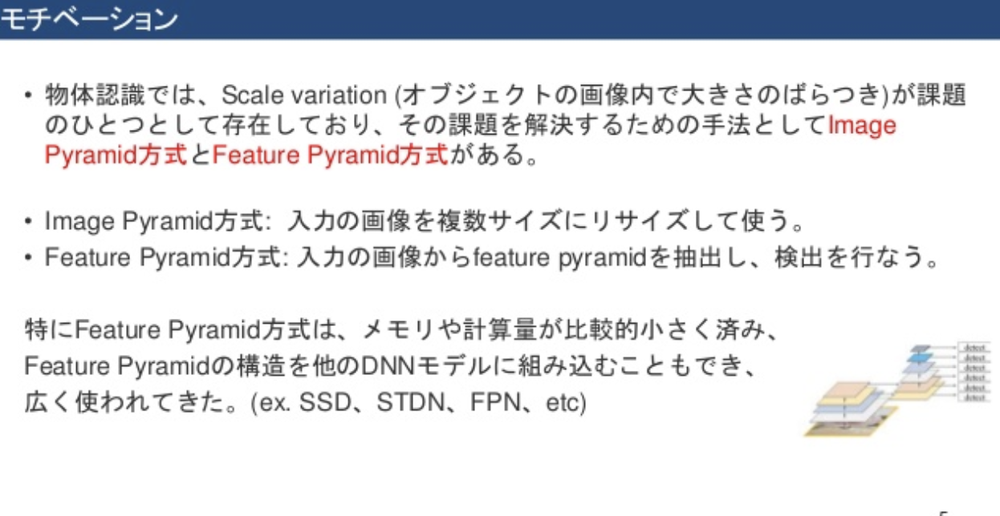 モチベーション
• 物体認識では、Scale variation (オブジェクトの画像内で大きさのばらつき)が課題
のひとつとして存在しており、その課題を解決するための手法としてImage
Pyramid方式とFeature Pyramid方式がある。
• Image Pyramid方式: 入力の画像を複数サイズにリサイズして使う。
• Feature Pyramid方式: 入力の画像からfeature pyramidを抽出し、検出を行なう。
特にFeature Pyramid方式は、メモリや計算量が比較的小さく済み、
Feature Pyramidの構造を他のDNNモデルに組み込むこともでき、
広く使われてきた。(ex. SSD、STDN、FPN、etc)
detect
detect
detect
detect
detect
detect